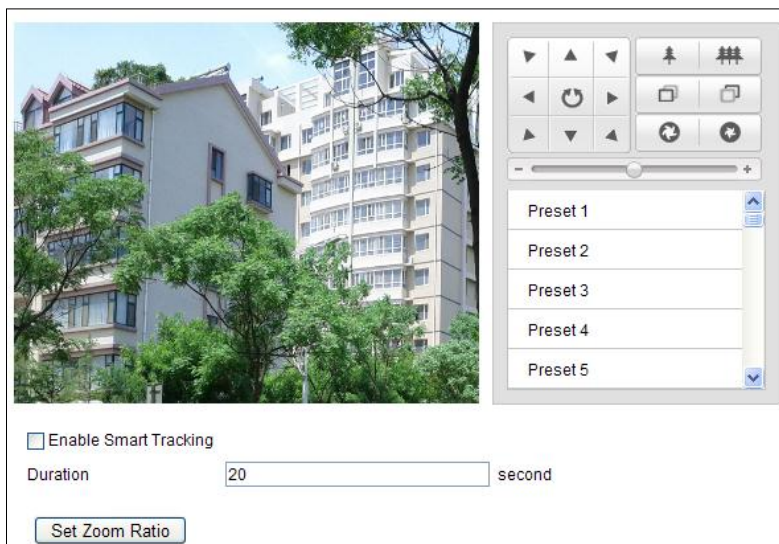 Preset 1
Preset 2
Preset 3
Preset 4
Preset 5
Enable Smart Tracking
Duration 20 second
Set Zoom Ratio